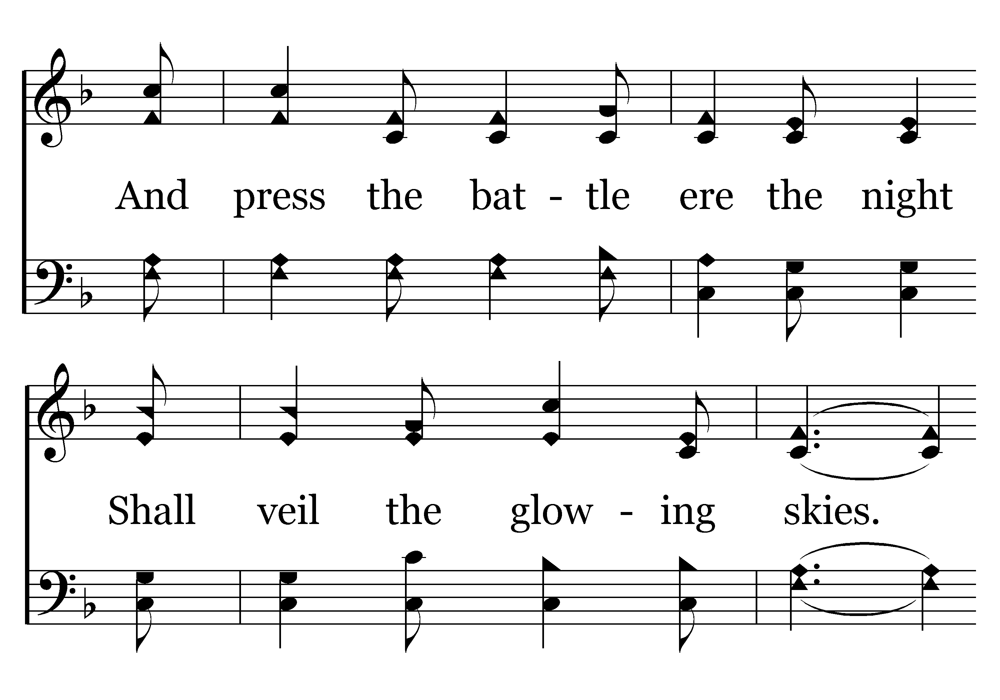 And press the bat - tle ere the night
Shall veil the glow - ing skies.